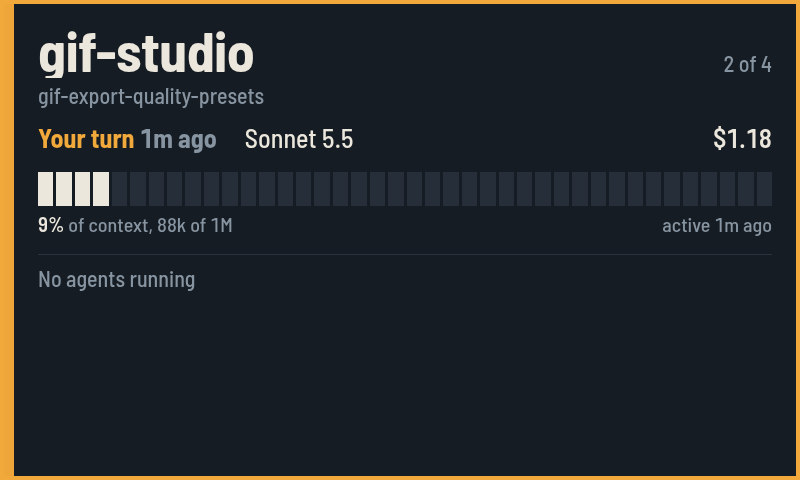 gif-studio
2 of 4
gif-export-quality-presets
Your turn 1m ago Sonnet 5.5 $1.18
9% of context, 88k of 1M active 1m ago
No agents running